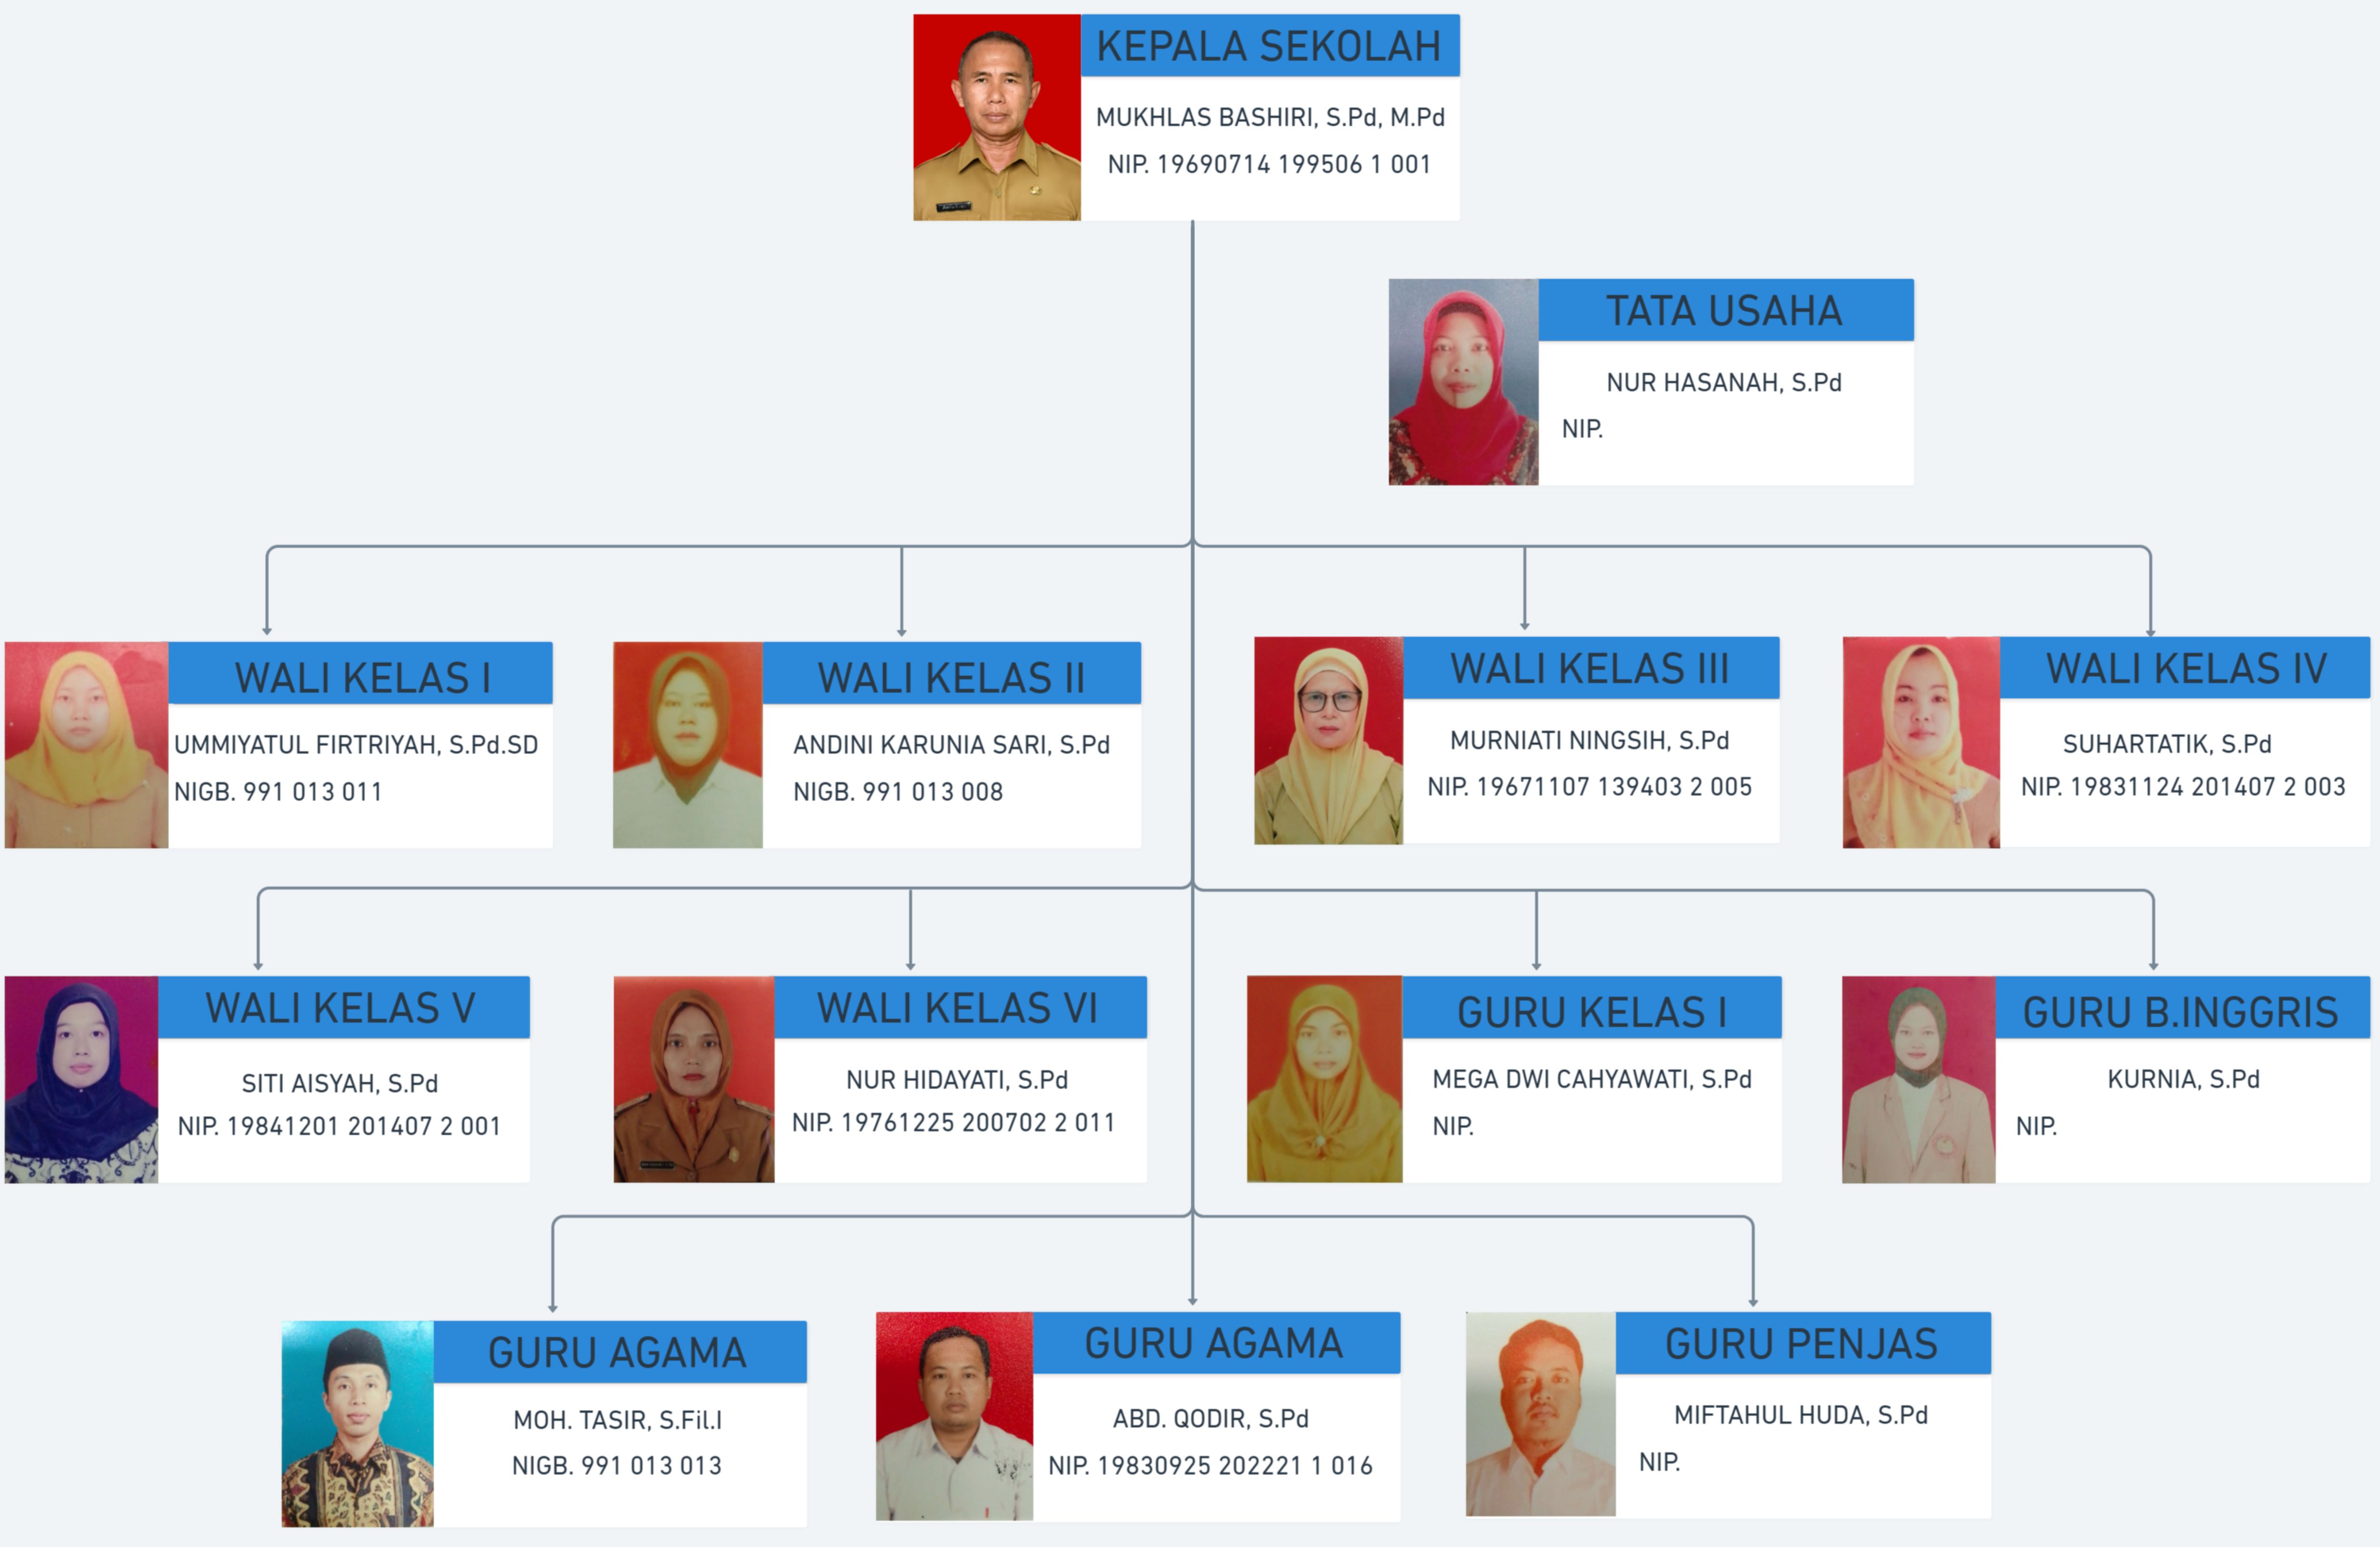 KEPALA SEKOLAH
MUKHLAS BASHIRI, S.Pd, M.Pd
NIP. 19690714 199506 1 001
TATA USAHA
NUR HASANAH, S.Pd
NIP.
WALI KELAS I
UMMIYATUL FIRTRIYAH, S.Pd.SD
NIGB. 991 013 011
WALI KELAS II
ANDINI KARUNIA SARI, S.Pd
NIGB. 991 013 008
WALI KELAS III
MURNIATI NINGSIH, S.Pd
NIP. 19671107 139403 2 005
WALI KELAS IV
SUHARTATIK, S.Pd
NIP. 19831124 201407 2 003
WALI KELAS V
SITI AISYAH, S.Pd
NIP. 19841201 201407 2 001
WALI KELAS VI
NUR HIDAYATI, S.Pd
NIP. 19761225 200702 2 011
GURU KELAS I
MEGA DWI CAHYAWATI, S.Pd
NIP.
GURU B.INGGRIS
KURNIA, S.Pd
NIP.
GURU AGAMA
MOH. TASIR, S.Fil.I
NIGB. 991 013 013
GURU AGAMA
ABD. QODIR, S.Pd
NIP. 19830925 202221 1 016
GURU PENJAS
MIFTAHUL HUDA, S.Pd
NIP.